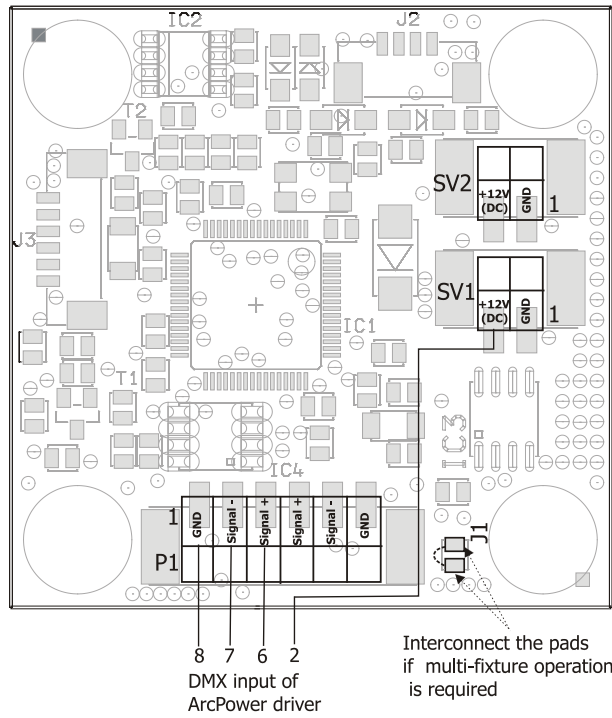 IC2
J2
T2
SV2
+12V
(DC)
GND
1
J3
SV1
+12V
(DC)
GND
1
IC1
T1
IC3
IC4
1
GND
Signal -
Signal +
Signal +
Signal -
GND
P1
J1
8 7 6 2
DMX input of
ArcPower driver
Interconnect the pads
if multi-fixture operation
is required